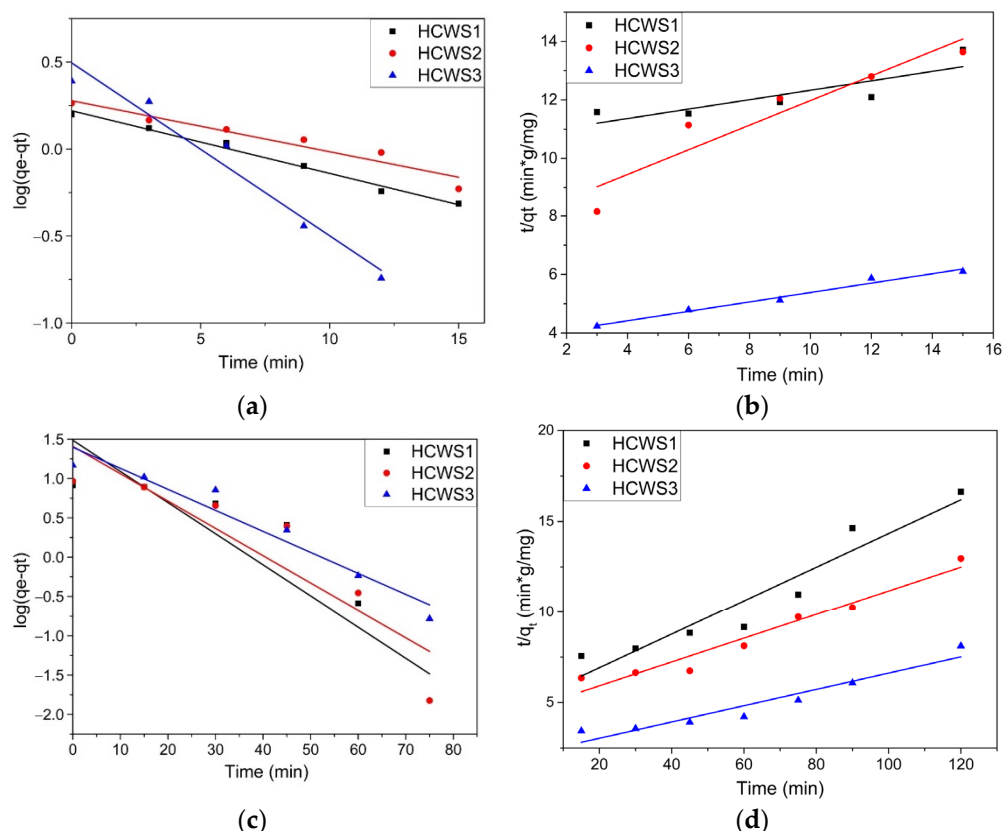 HCWS1
HCWS2
HCWS3
0.5
0.0
−0.5
−1.0
log(qe-qt)
0 5 10 15
Time (min)
(a)
HCWS1
HCWS2
HCWS3
14
12
10
8
6
4
t/qt (min*g/mg)
2 4 6 8 10 12 14 16
Time (min)
(b)
HCWS1
HCWS2
HCWS3
1.5
1.0
0.5
0.0
−0.5
−1.0
−1.5
−2.0
log(qe-qt)
0 10 20 30 40 50 60 70 80
Time (min)
(c)
HCWS1
HCWS2
HCWS3
20
15
10
5
t/qt (min*g/mg)
20 40 60 80 100 120
Time (min)
(d)